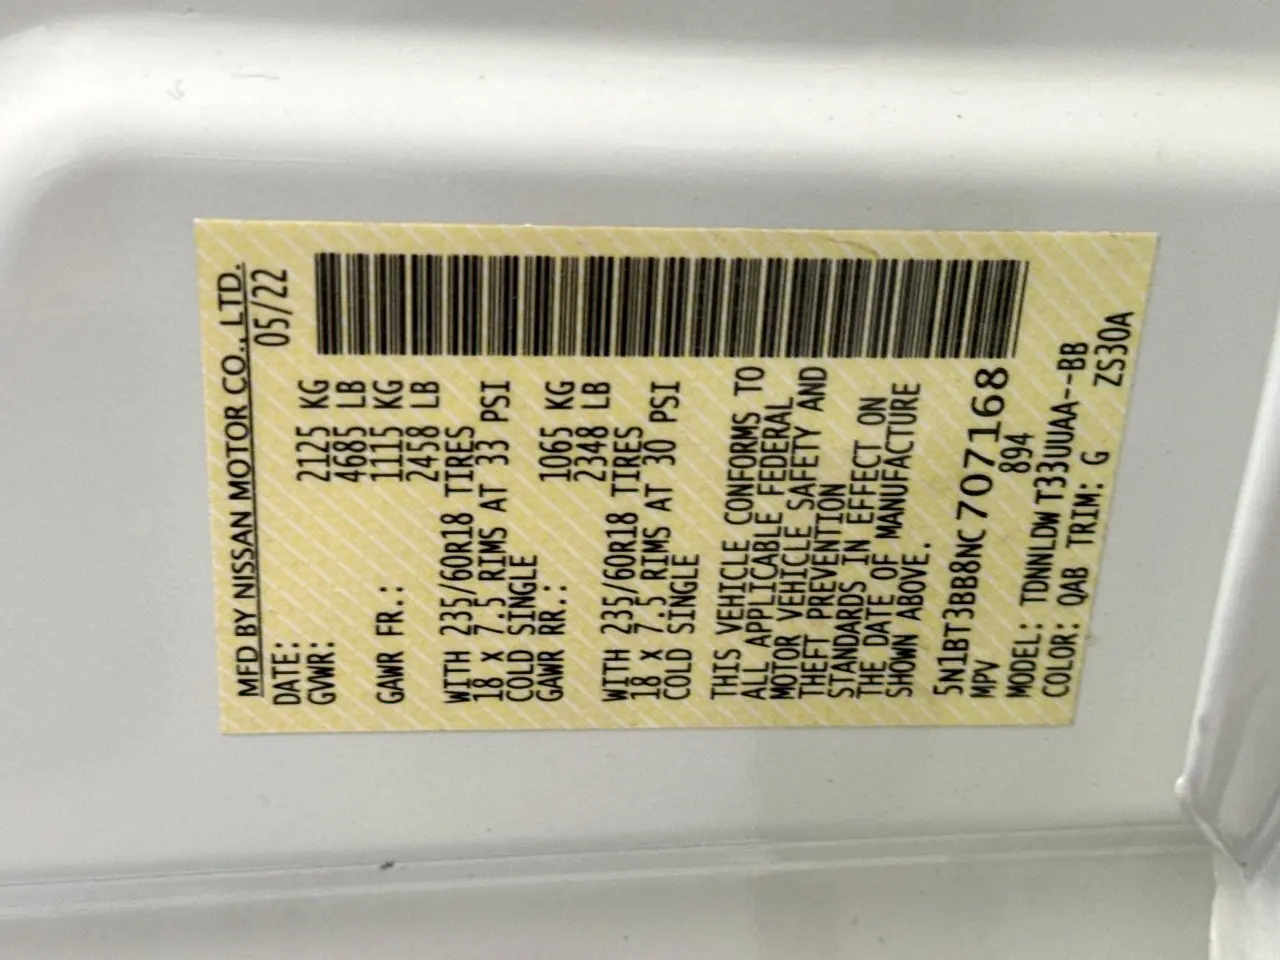 MFD BY NISSAN MOTOR CO., LTD.
DATE: 05/22
GVWR: 2125 KG
4685 LB
GAWR FR.: 1115 KG
2458 LB
WITH 235/60R18 TIRES
18 x 7.5 RIMS AT 33 PSI
COLD SINGLE
GAWR RR.: 1065 KG
2348 LB
WITH 235/60R18 TIRES
18 x 7.5 RIMS AT 30 PSI
COLD SINGLE
THIS VEHICLE CONFORMS TO
ALL APPLICABLE FEDERAL
MOTOR VEHICLE SAFETY AND
THEFT PREVENTION
STANDARDS IN EFFECT ON
THE DATE OF MANUFACTURE
SHOWN ABOVE.
5N1BT3BB8NC707168
MPV 894
MODEL: TDNNLDW T33UUAA--BB
COLOR: QAB TRIM: G ZS30A